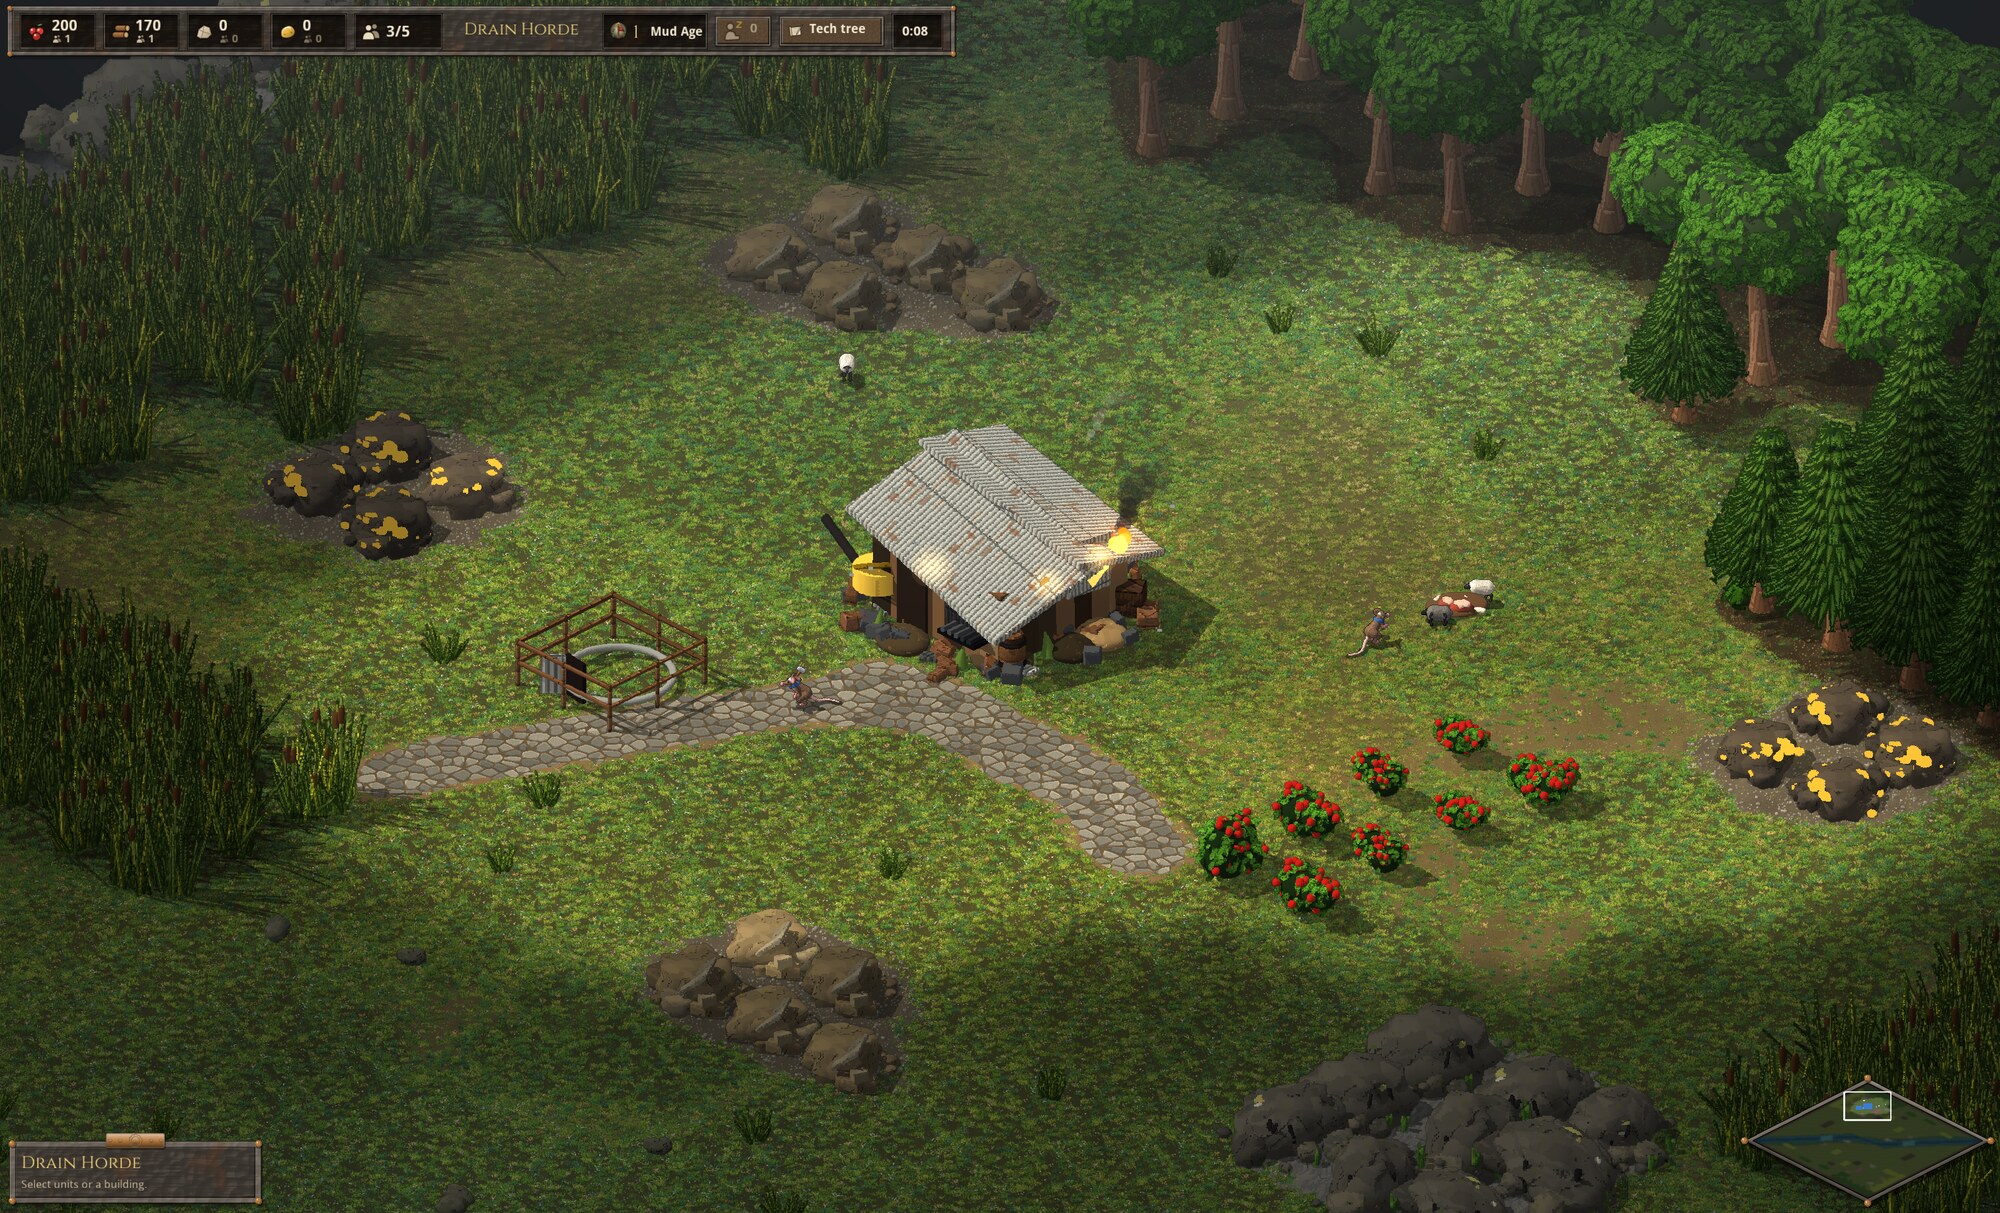 200
1
170
1
0
0
0
0
3/5
DRAIN HORDE
I
Mud Age
z
0
Tech tree
0:08
DRAIN HORDE
Select units or a building.